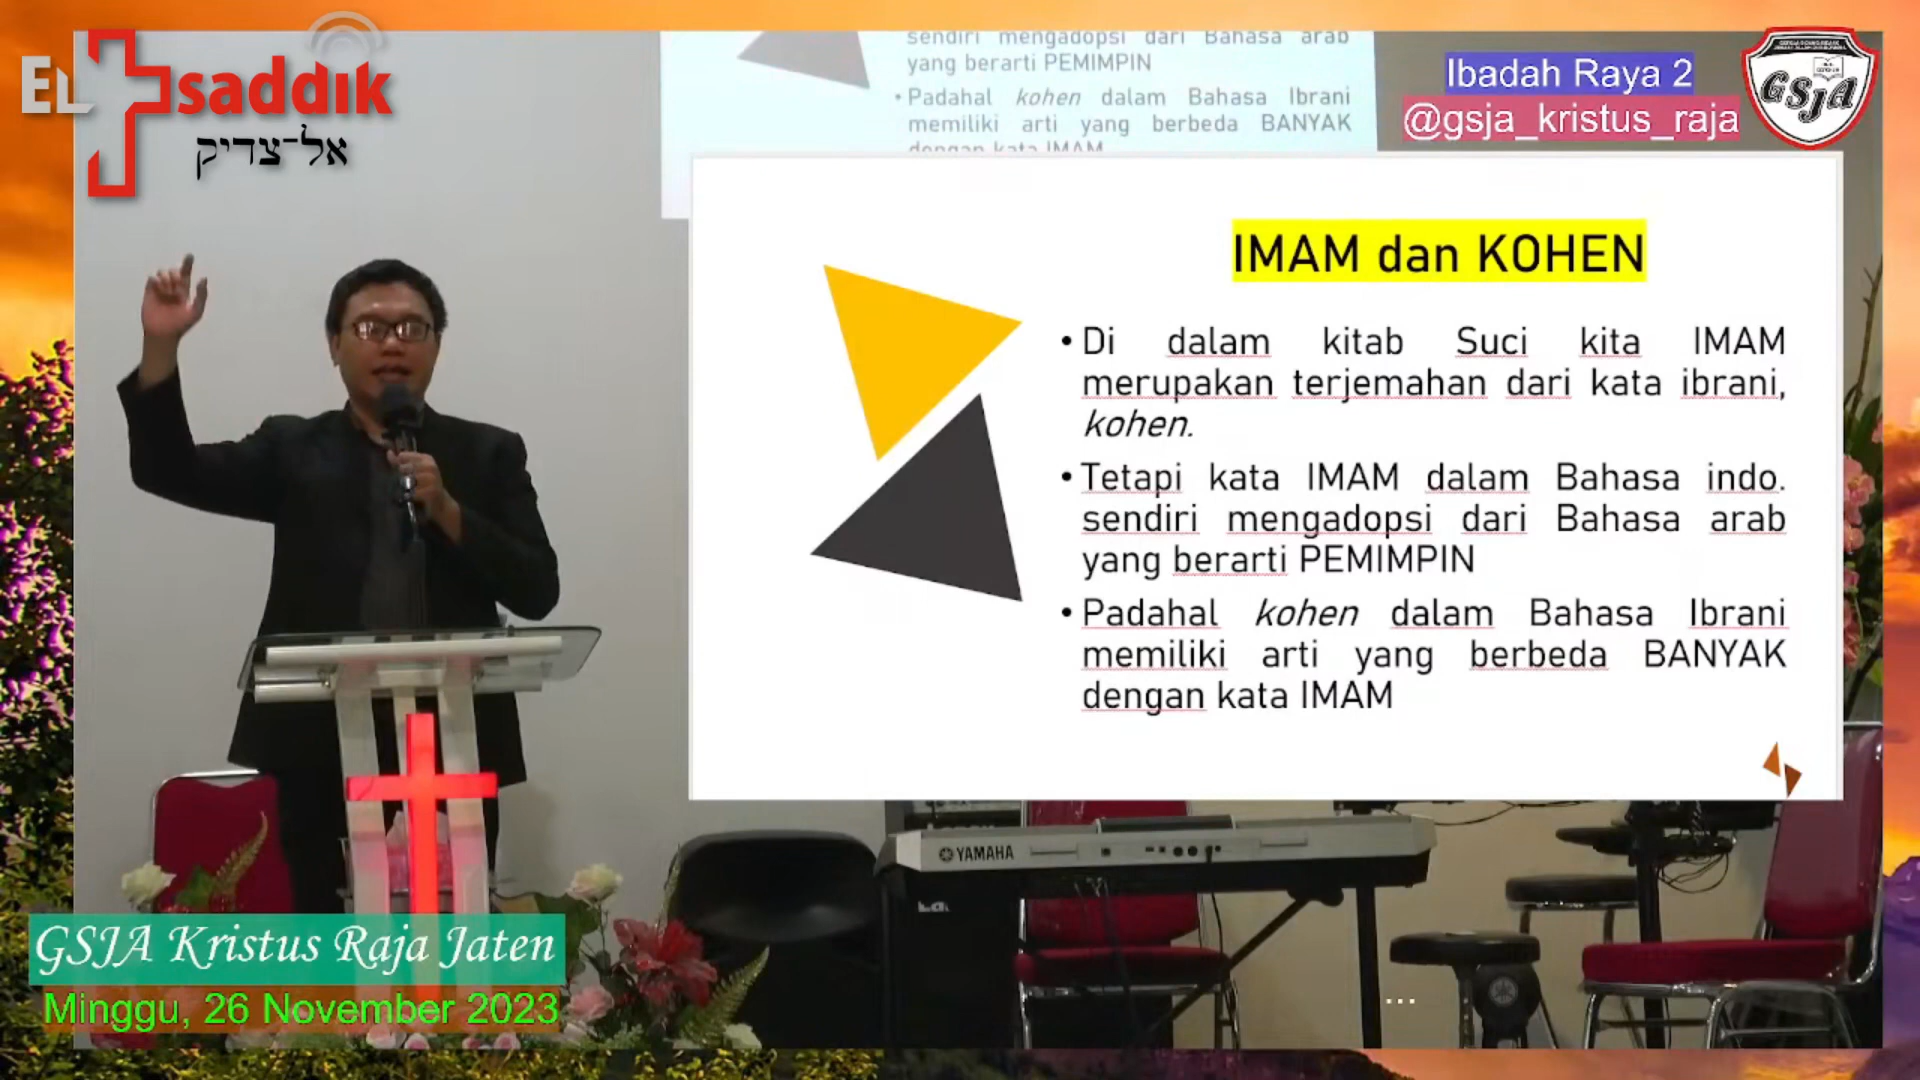 EL saddik
אל־צדיק
sendiri mengadopsi dari Bahasa arab
yang berarti PEMIMPIN
• Padahal kohen dalam Bahasa Ibrani
memiliki arti yang berbeda BANYAK
dengan kata IMAM
Ibadah Raya 2
@gsja_kristus_raja
GSJA
IMAM dan KOHEN
• Di dalam kitab Suci kita IMAM
merupakan terjemahan dari kata ibrani,
kohen.
• Tetapi kata IMAM dalam Bahasa indo.
sendiri mengadopsi dari Bahasa arab
yang berarti PEMIMPIN
• Padahal kohen dalam Bahasa Ibrani
memiliki arti yang berbeda BANYAK
dengan kata IMAM
YAMAHA
GSJA Kristus Raja Jaten
Minggu, 26 November 2023
...